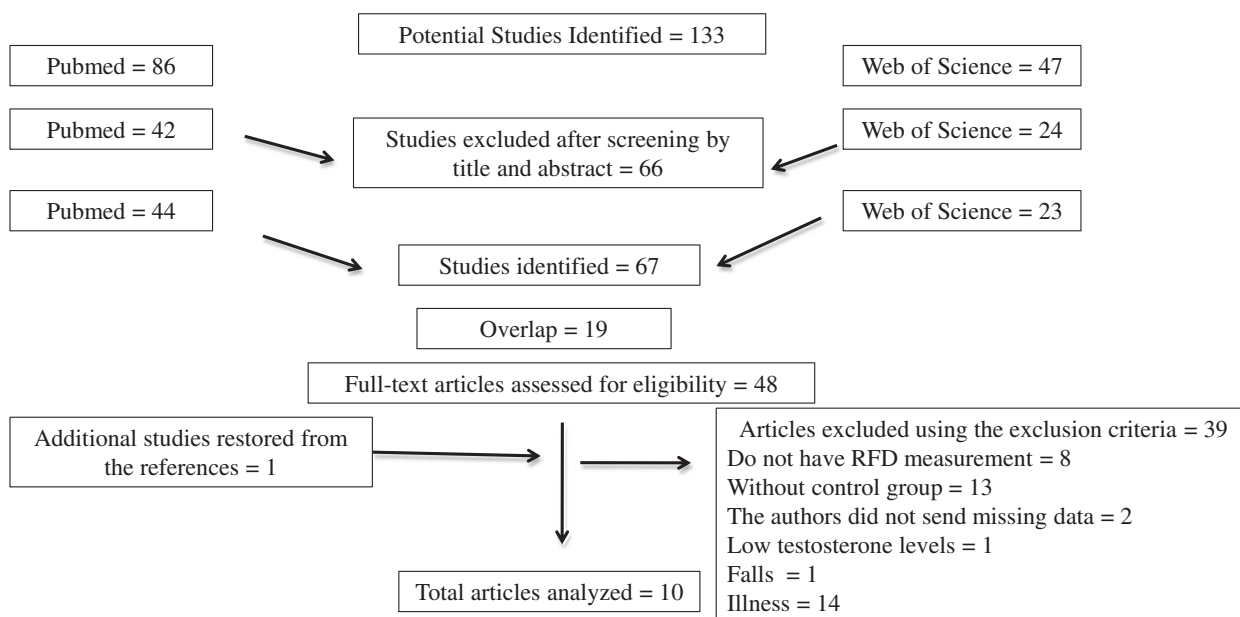 Potential Studies Identified = 133
Pubmed = 86
Web of Science = 47
Pubmed = 42
Studies excluded after screening by
title and abstract = 66
Web of Science = 24
Pubmed = 44
Web of Science = 23
Studies identified = 67
Overlap = 19
Full-text articles assessed for eligibility = 48
Additional studies restored from
the references = 1
Articles excluded using the exclusion criteria = 39
Do not have RFD measurement = 8
Without control group = 13
The authors did not send missing data = 2
Low testosterone levels = 1
Falls = 1
Illness = 14
Total articles analyzed = 10